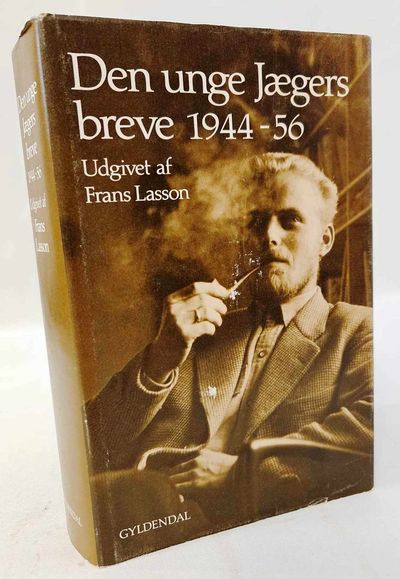 Den unge Jægers
breve 1944-56
Udgivet af
Frans Lasson
GYLDENDAL
Den unge
Jægers
breve
1944-56
Udgivet af
Frans
Lasson